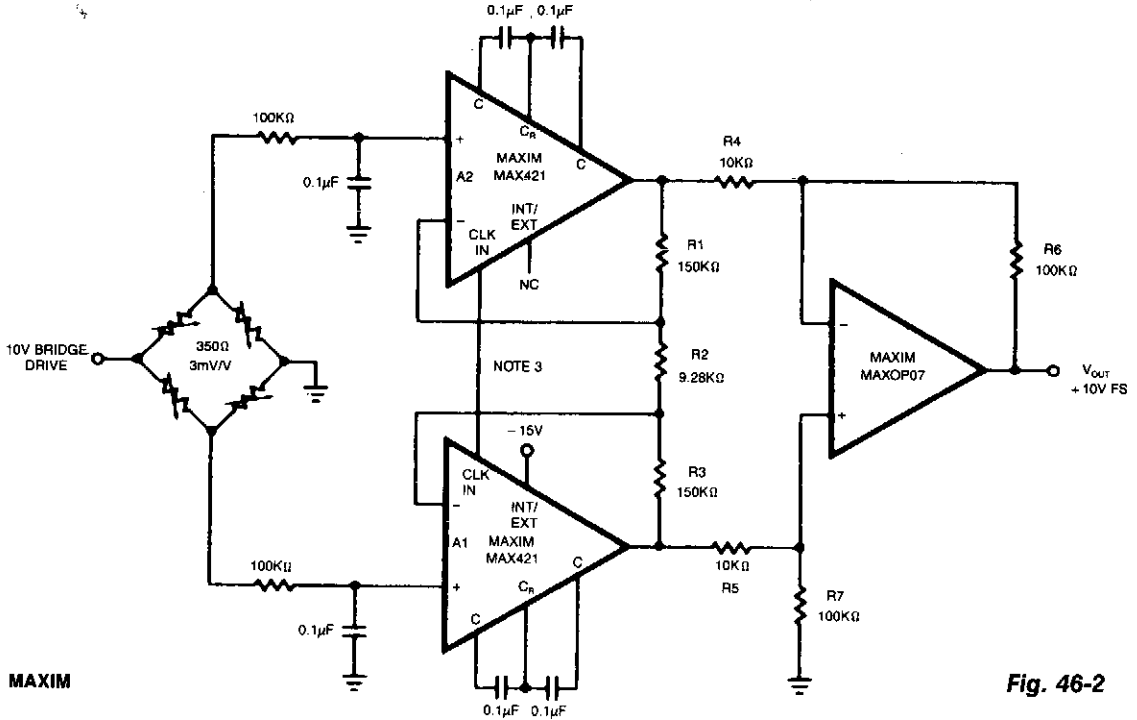 0.1µF
0.1µF
100KΩ
0.1µF
C
CR
C
+
A2
−
MAXIM
MAX421
INT/
EXT
CLK
IN
NC
R4
10KΩ
R1
150KΩ
R6
100KΩ
10V BRIDGE
DRIVE
350Ω
3mV/V
NOTE 3
R2
9.28KΩ
−
+
MAXIM
MAXOP07
VOUT
+10V FS
−15V
CLK
IN
INT/
EXT
−
A1
+
MAXIM
MAX421
C
CR
C
R3
150KΩ
100KΩ
0.1µF
10KΩ
R5
R7
100KΩ
0.1µF
0.1µF
MAXIM
Fig. 46-2